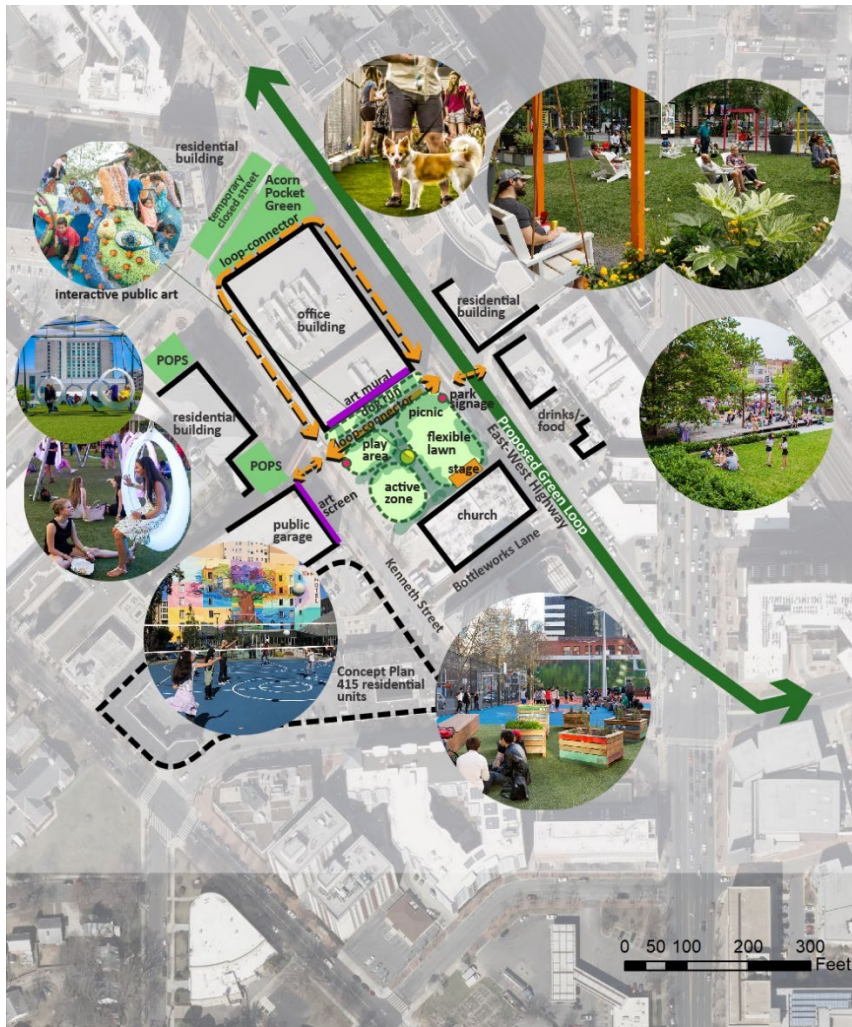 residential
building
temporary
closed street
Acorn
Pocket
Green
loop-connector
interactive public art
office
building
residential
building
POPS
art mural
dog run
loop-connector
park
signage
picnic
drinks/-
food
residential
building
play
area
flexible
lawn
Proposed Green Loop
East-West Highway
POPS
stage
active
zone
art
screen
church
public
garage
Bottleworks Lane
Kenneth Street
Concept Plan
415 residential
units
0 50 100 200 300
Feet